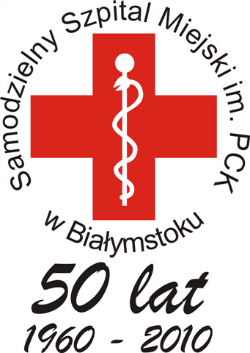 Samodzielny Szpital Miejski im. PCK
w Białymstoku
50 lat
1960 - 2010